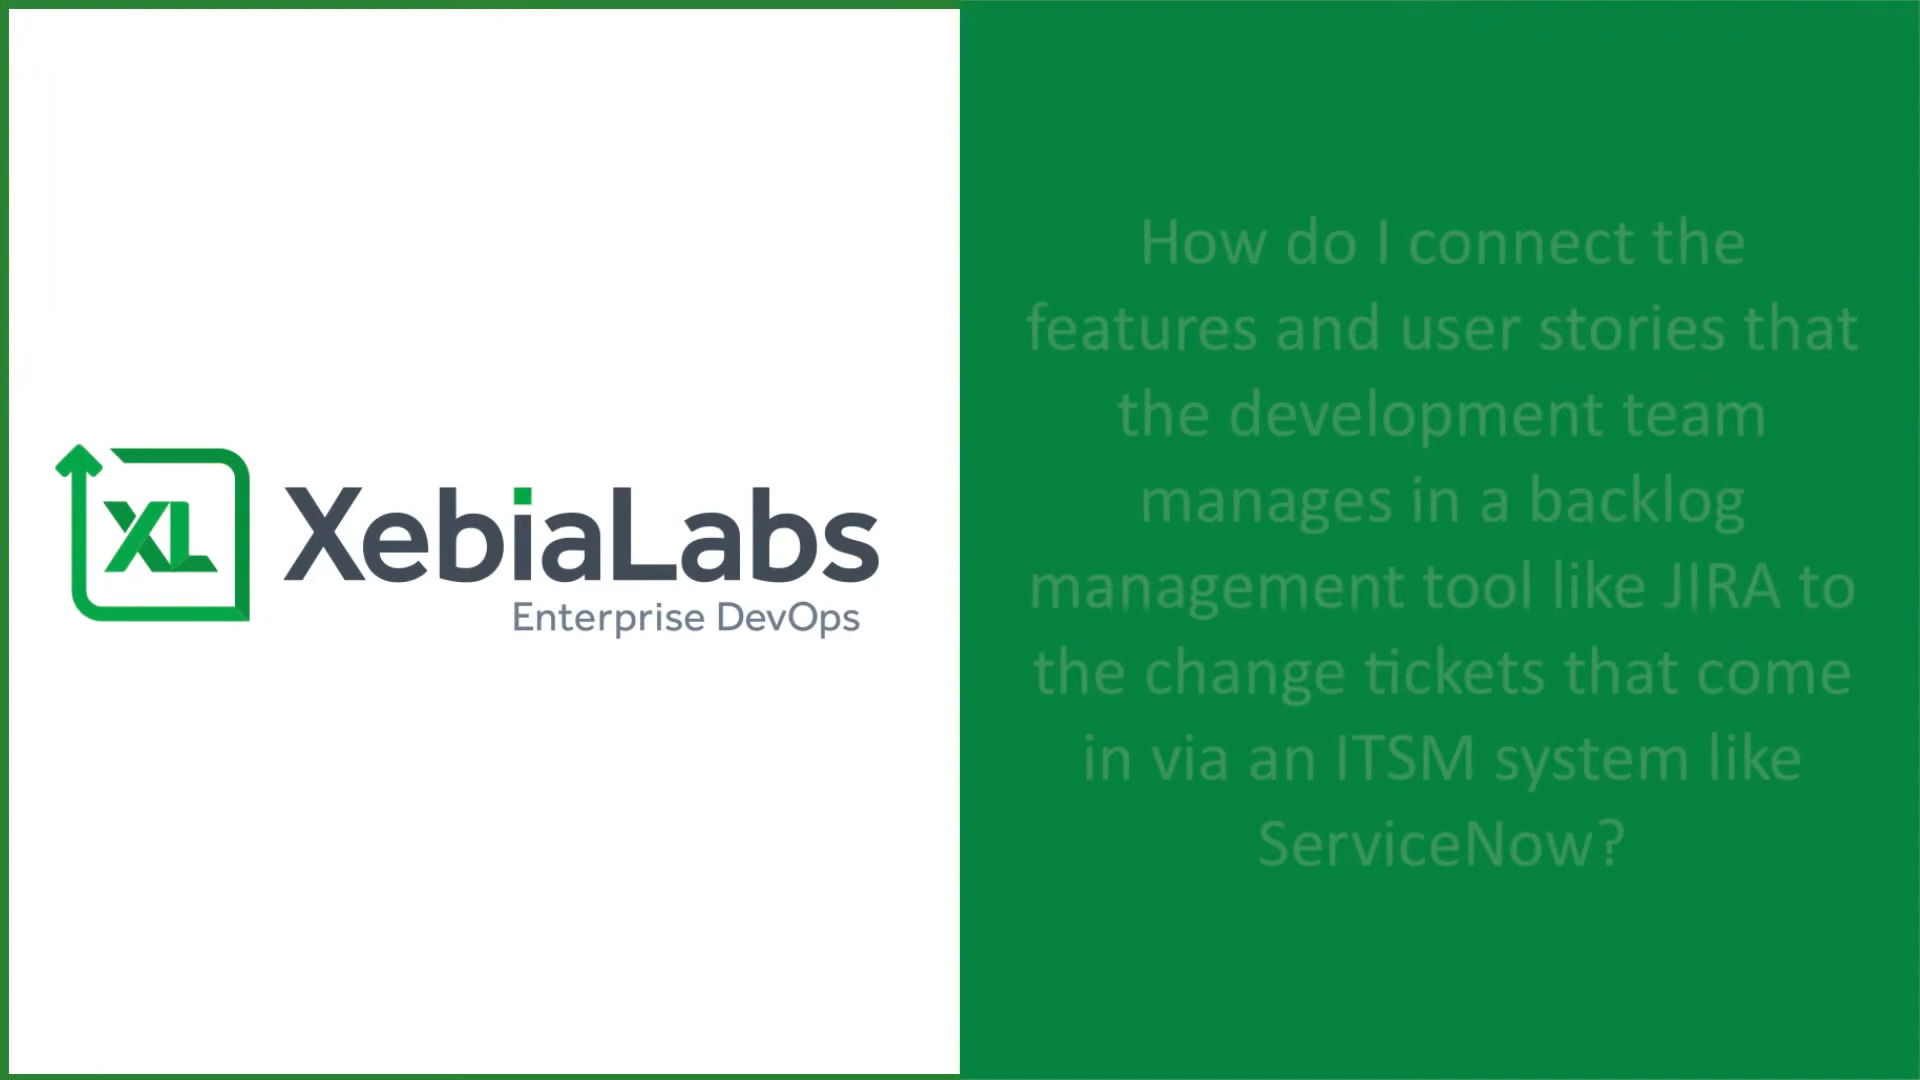 XL
XebiaLabs
Enterprise DevOps
How do I connect the
features and user stories that
the development team
manages in a backlog
management tool like JIRA to
the change tickets that come
in via an ITSM system like
ServiceNow?